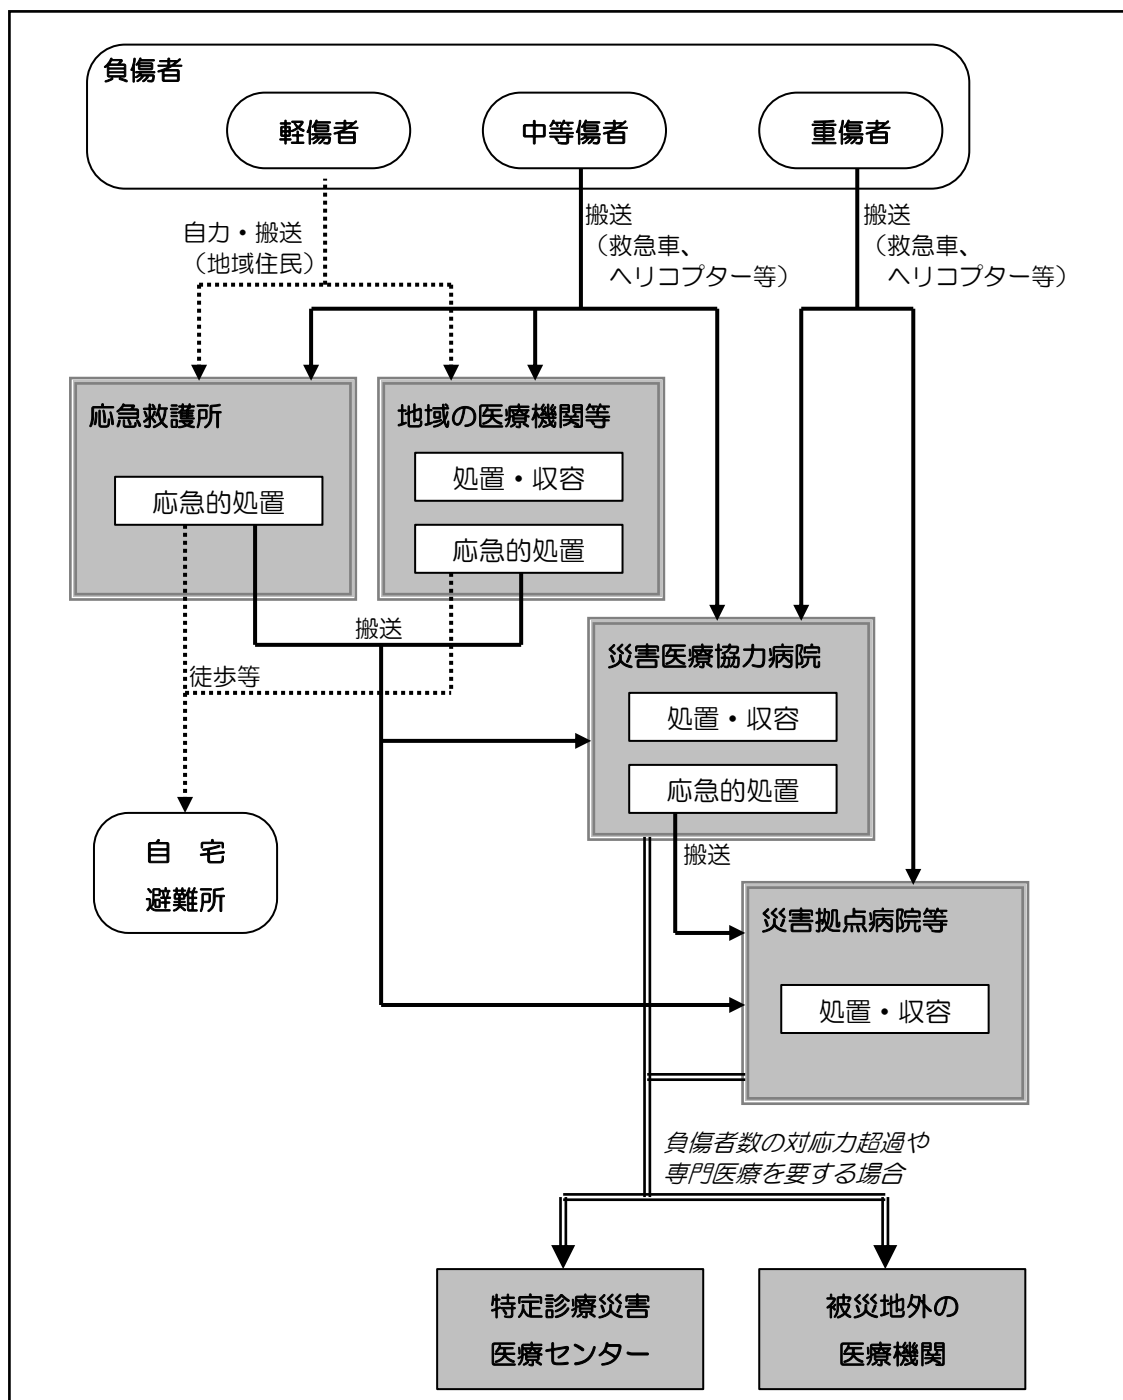 負傷者
軽傷者
中等傷者
重傷者
自力・搬送
（地域住民）
搬送
（救急車、
ヘリコプター等）
搬送
（救急車、
ヘリコプター等）
応急救護所
応急的処置
地域の医療機関等
処置・収容
応急的処置
搬送
徒歩等
災害医療協力病院
処置・収容
応急的処置
搬送
自　宅
避難所
災害拠点病院等
処置・収容
負傷者数の対応力超過や
専門医療を要する場合
特定診療災害
医療センター
被災地外の
医療機関